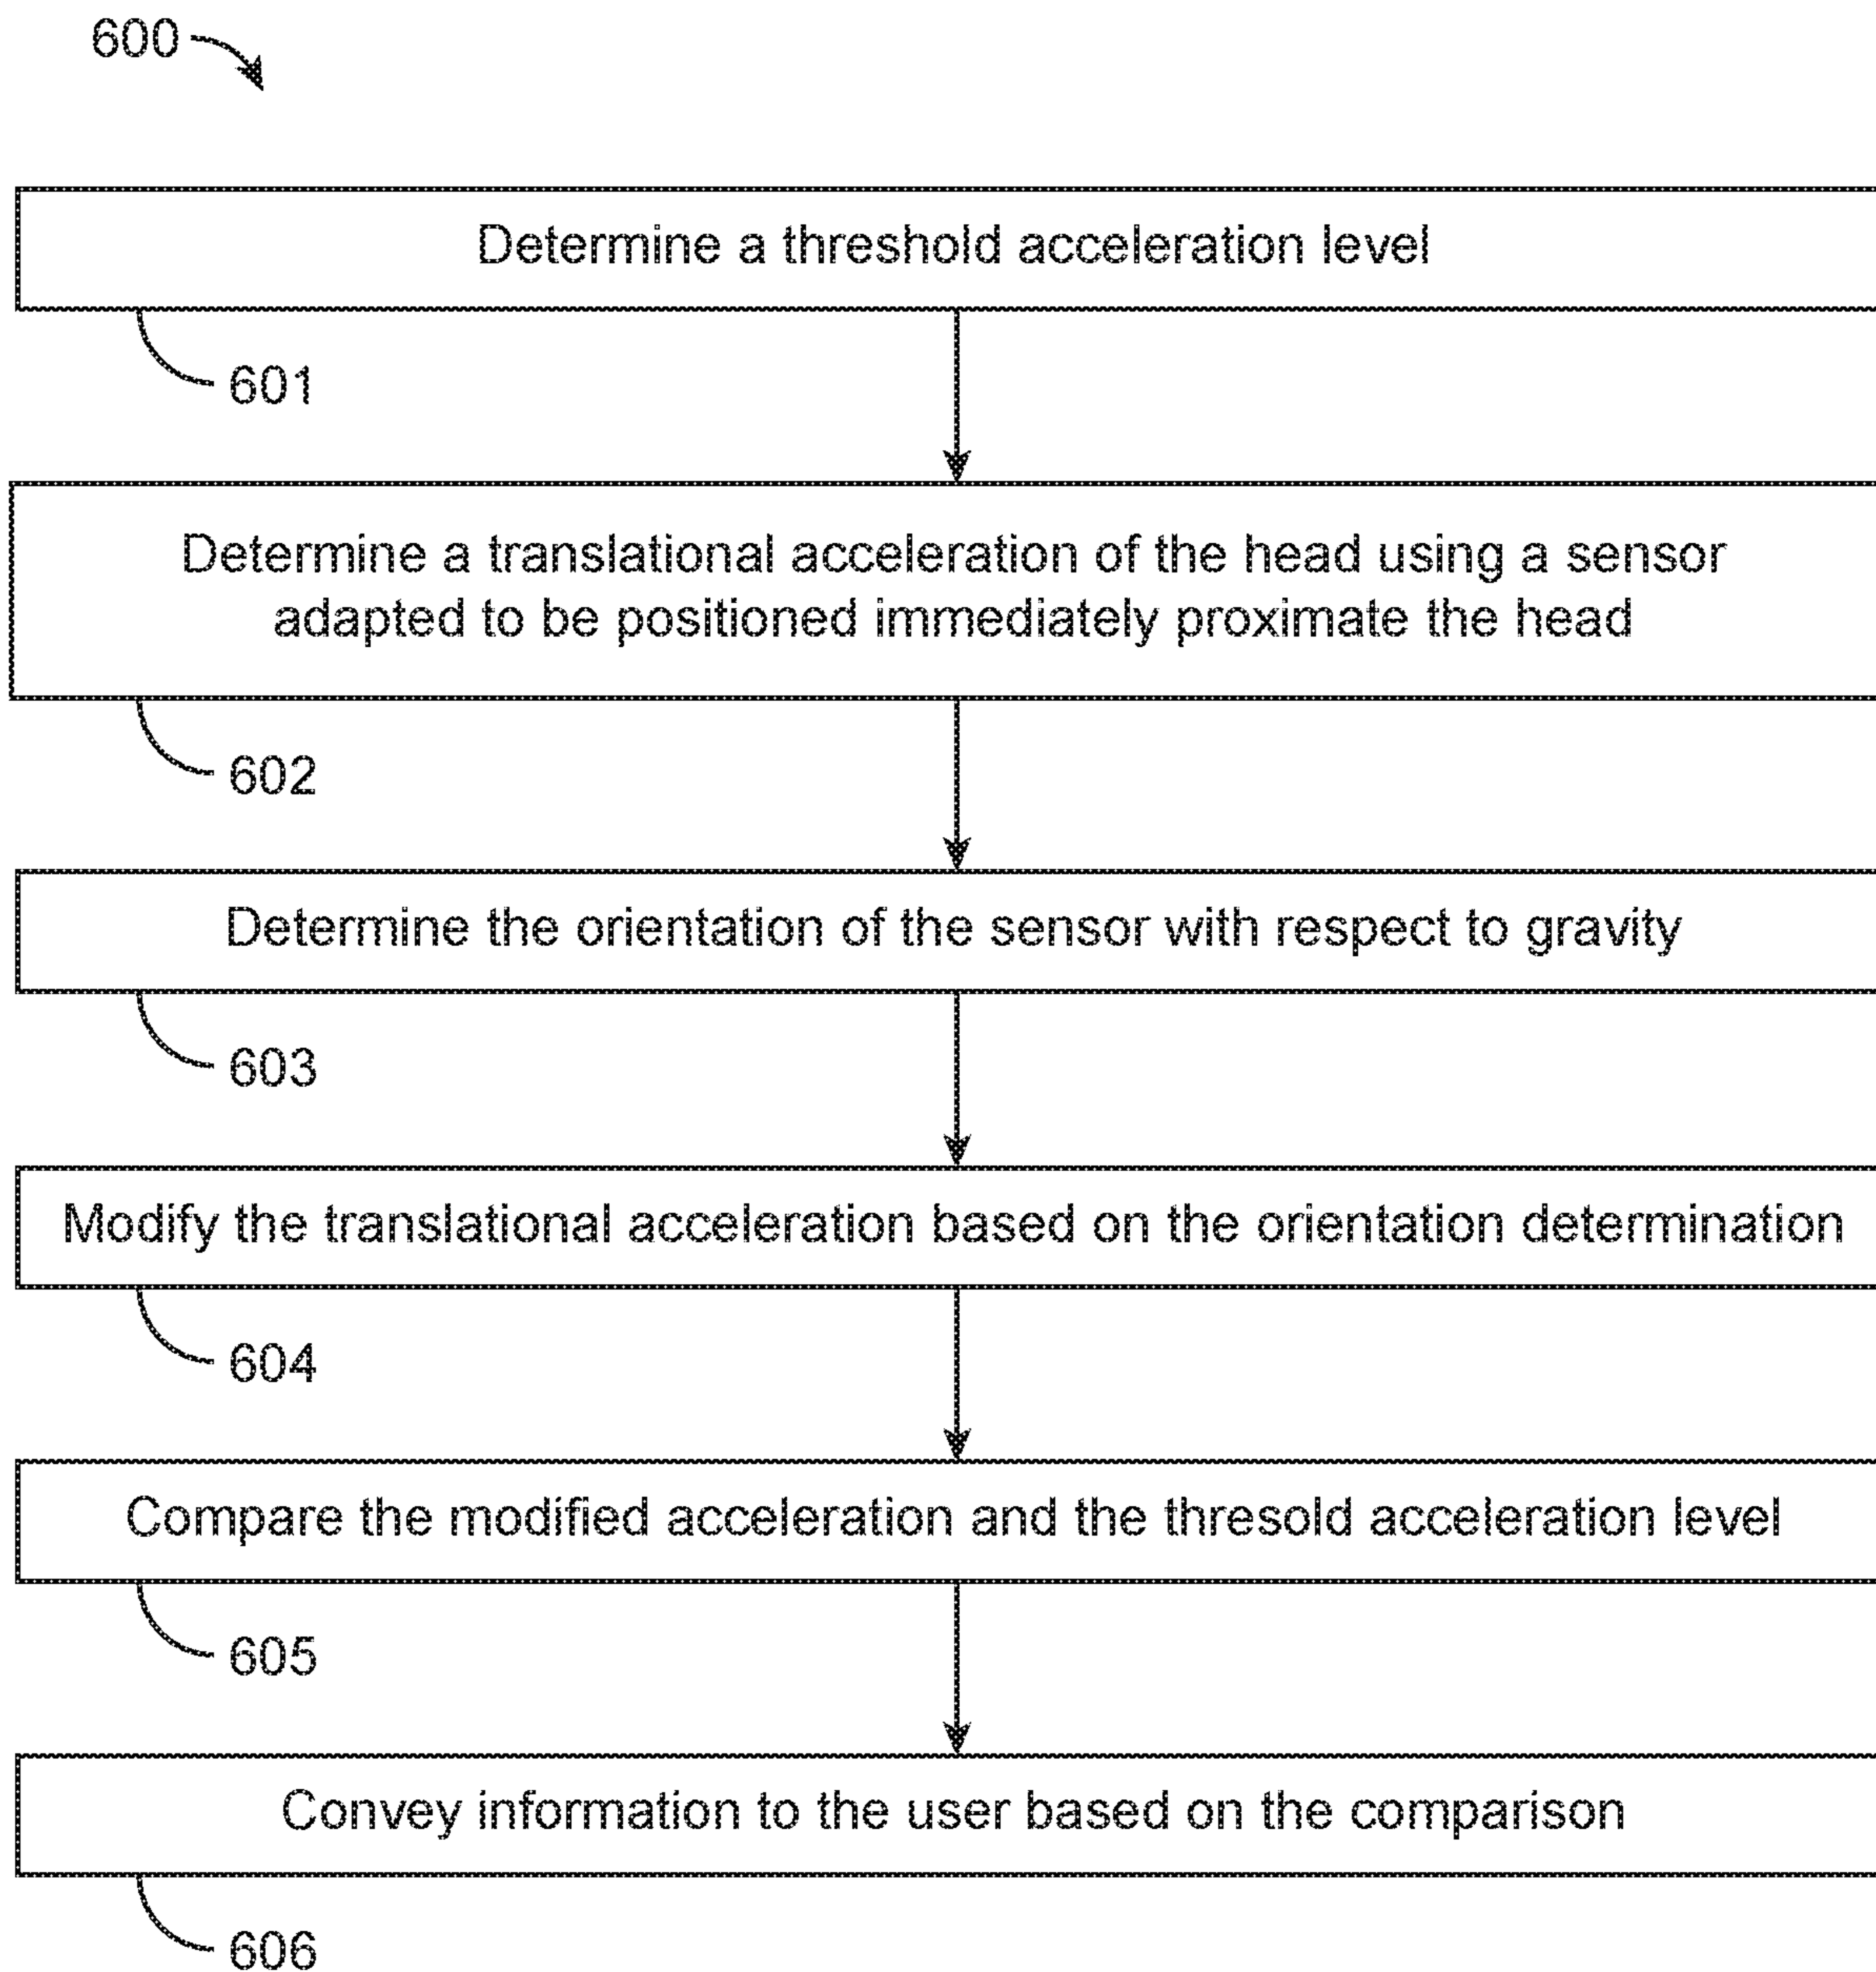 600
Determine a threshold acceleration level
601
Determine a translational acceleration of the head using a sensor
adapted to be positioned immediately proximate the head
602
Determine the orientation of the sensor with respect to gravity
603
Modify the translational acceleration based on the orientation determination
604
Compare the modified acceleration and the thresold acceleration level
605
Convey information to the user based on the comparison
606